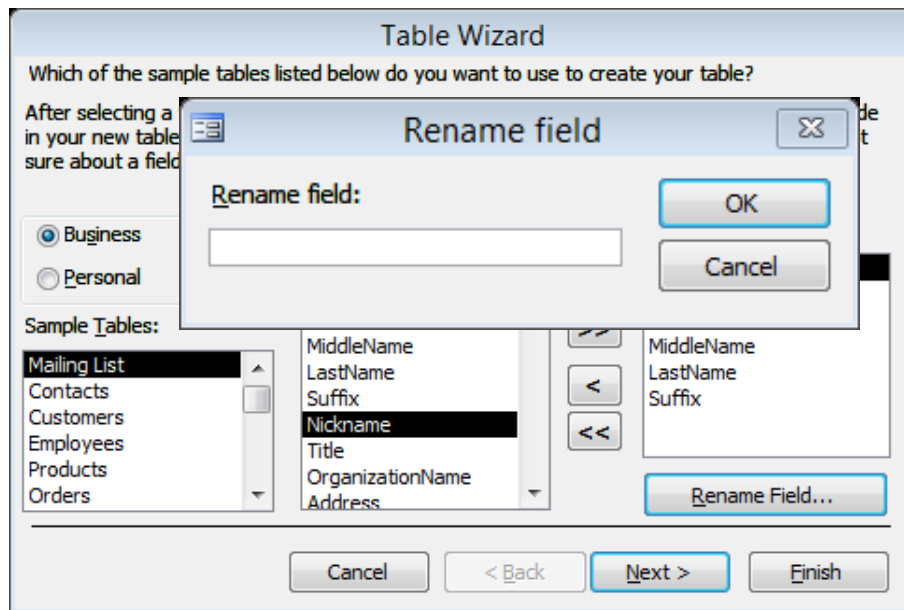 Table Wizard
Which of the sample tables listed below do you want to use to create your table?
After selecting a
in your new table
sure about a field
Rename field
Rename field:
OK
Cancel
Business
Personal
Sample Tables:
Mailing List
Contacts
Customers
Employees
Products
Orders
MiddleName
LastName
Suffix
Nickname
Title
OrganizationName
Address
>>
<
<<
MiddleName
LastName
Suffix
Rename Field...
Cancel
< Back
Next >
Finish